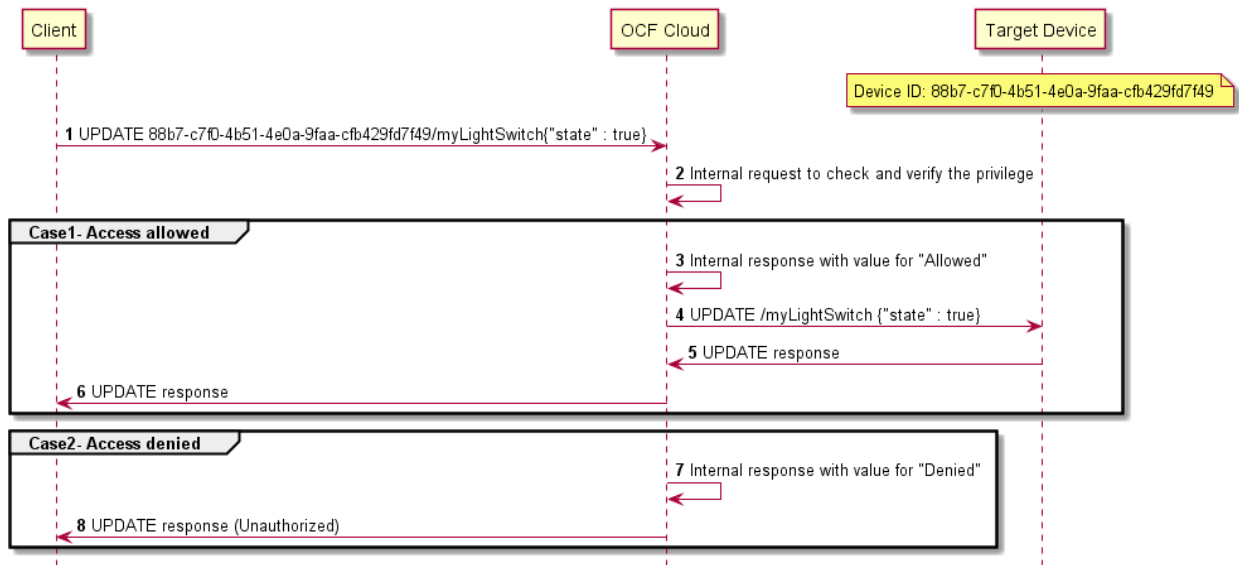 Client
OCF Cloud
Target Device
Device ID: 88b7-c7f0-4b51-4e0a-9faa-cfb429fd7f49
1 UPDATE 88b7-c7f0-4b51-4e0a-9faa-cfb429fd7f49/myLightSwitch{"state" : true}
2 Internal request to check and verify the privilege
Case1- Access allowed
3 Internal response with value for "Allowed"
4 UPDATE /myLightSwitch {"state" : true}
5 UPDATE response
6 UPDATE response
Case2- Access denied
7 Internal response with value for "Denied"
8 UPDATE response (Unauthorized)